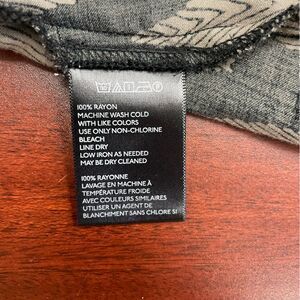 100% RAYON
MACHINE WASH COLD
WITH LIKE COLORS
USE ONLY NON-CHLORINE
BLEACH
LINE DRY
LOW IRON AS NEEDED
MAY BE DRY CLEANED
100% RAYONNE
LAVAGE EN MACHINE À
TEMPÉRATURE FROIDE
AVEC COULEURS SIMILAIRES
UTILISER UN AGENT DE
BLANCHIMENT SANS CHLORE SI